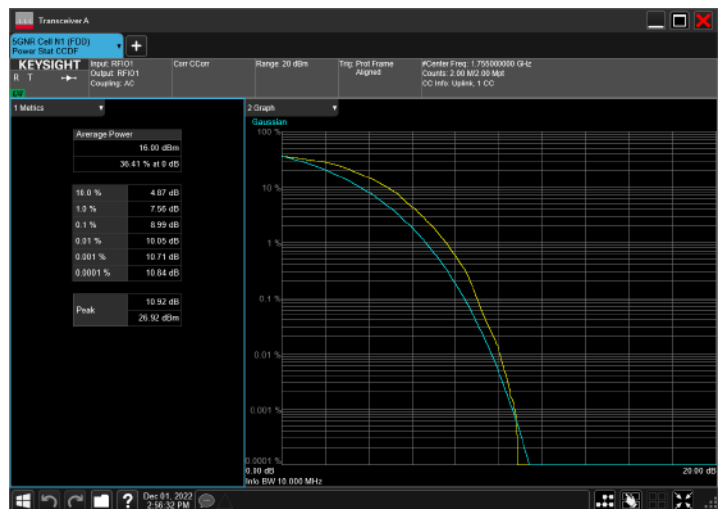 Transceiver A
5GNR Cell N1 (FDD)
Power Stat CCDF
KEYSIGHT
R T
Input: RFIO1
Output: RFIO1
Coupling: AC
Corr CCorr
Range: 20 dBm
Trig: Prot Frame
Aligned
#Center Freq: 1.755000000 GHz
Counts: 2.00 M/2.00 Mpt
CC Info: Uplink, 1 CC
1 Metrics
Average Power
16.00 dBm
36.41 % at 0 dB
10.0 % 4.87 dB
1.0 % 7.56 dB
0.1 % 8.99 dB
0.01 % 10.05 dB
0.001 % 10.71 dB
0.0001 % 10.84 dB
Peak 10.92 dB
26.92 dBm
2 Graph
Gaussian
100 %
10 %
1 %
0.1 %
0.01 %
0.001 %
0.0001 %
0.00 dB
20.00 dB
Info BW 10.000 MHz
?
Dec 01, 2022
2:56:32 PM